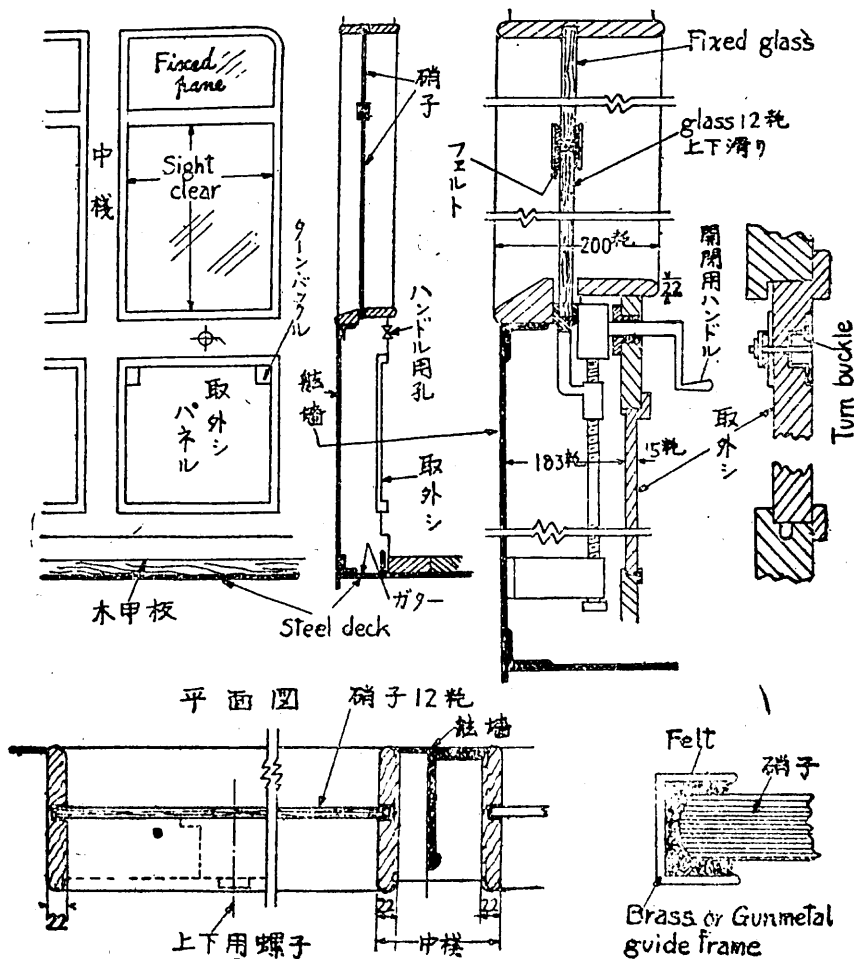 Fixed
pane
中棧
Sight
clear
ターンバックル
取外シ
パネル
木甲板
Steel deck
硝子
ハンドル用孔
舷墻
取外シ
ガター
Fixed glass
glass 12粍
上下滑り
フェルト
200粍
22
開閉用ハンドル
183粍
15粍
取外シ
Turn buckle
平面図
硝子12粍
舷墻
22
上下用螺子
22
22
中棧
Felt
硝子
Brass or Gunmetal
guide frame